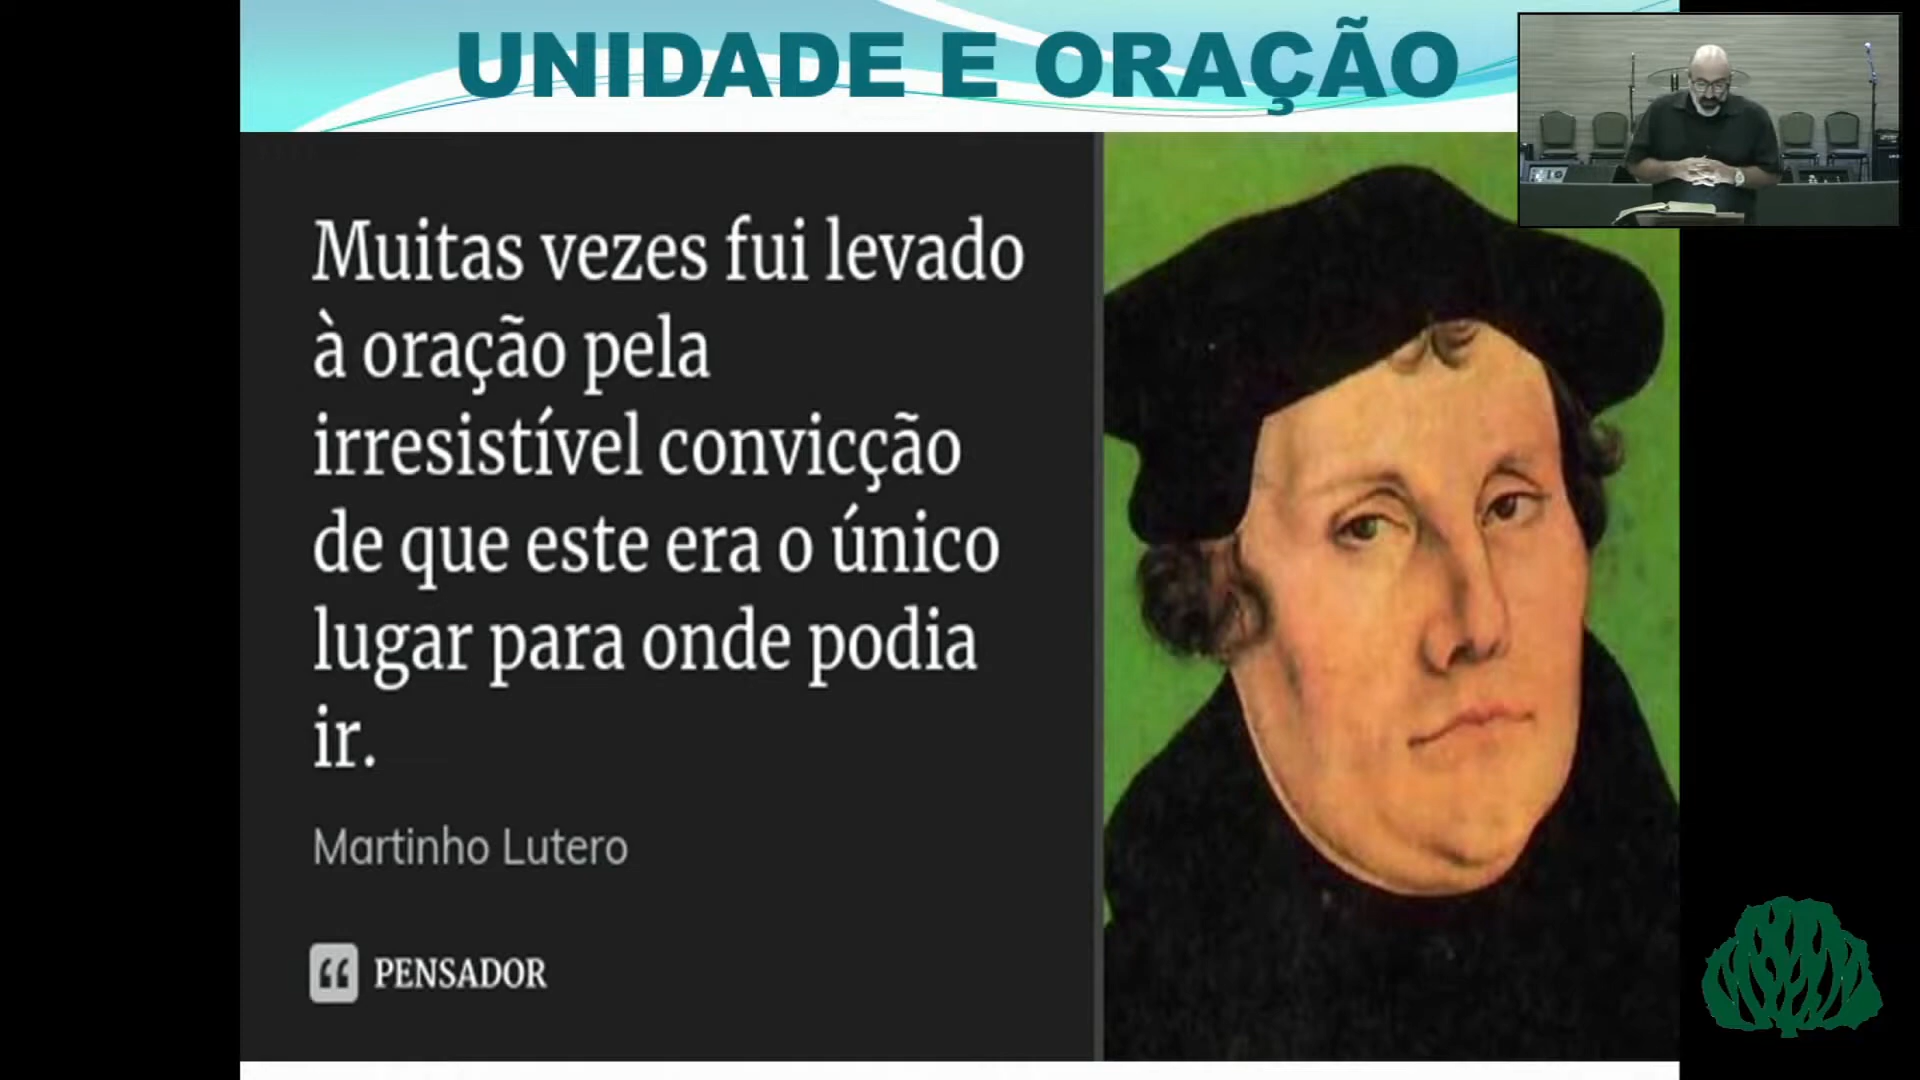 UNIDADE E ORAÇÃO
Muitas vezes fui levado
à oração pela
irresistível convicção
de que este era o único
lugar para onde podia
ir.
Martinho Lutero
PENSADOR